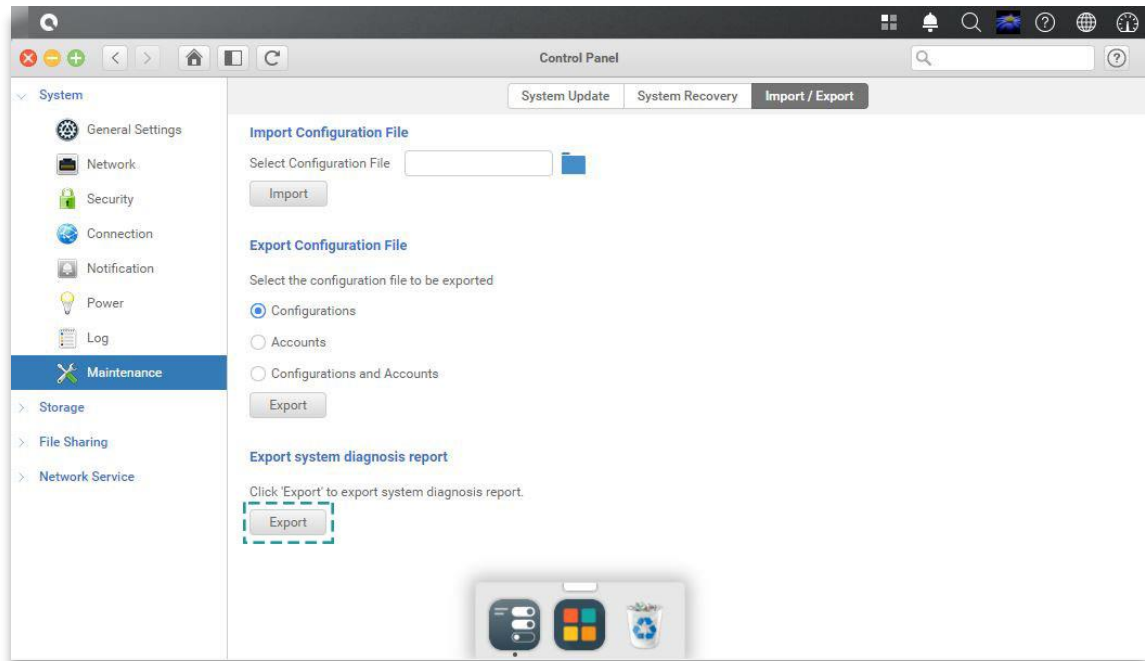 Control Panel
System
General Settings
Network
Security
Connection
Notification
Power
Log
Maintenance
Storage
File Sharing
Network Service
System Update
System Recovery
Import / Export
Import Configuration File
Select Configuration File
Import
Export Configuration File
Select the configuration file to be exported
Configurations
Accounts
Configurations and Accounts
Export
Export system diagnosis report
Click 'Export' to export system diagnosis report.
Export